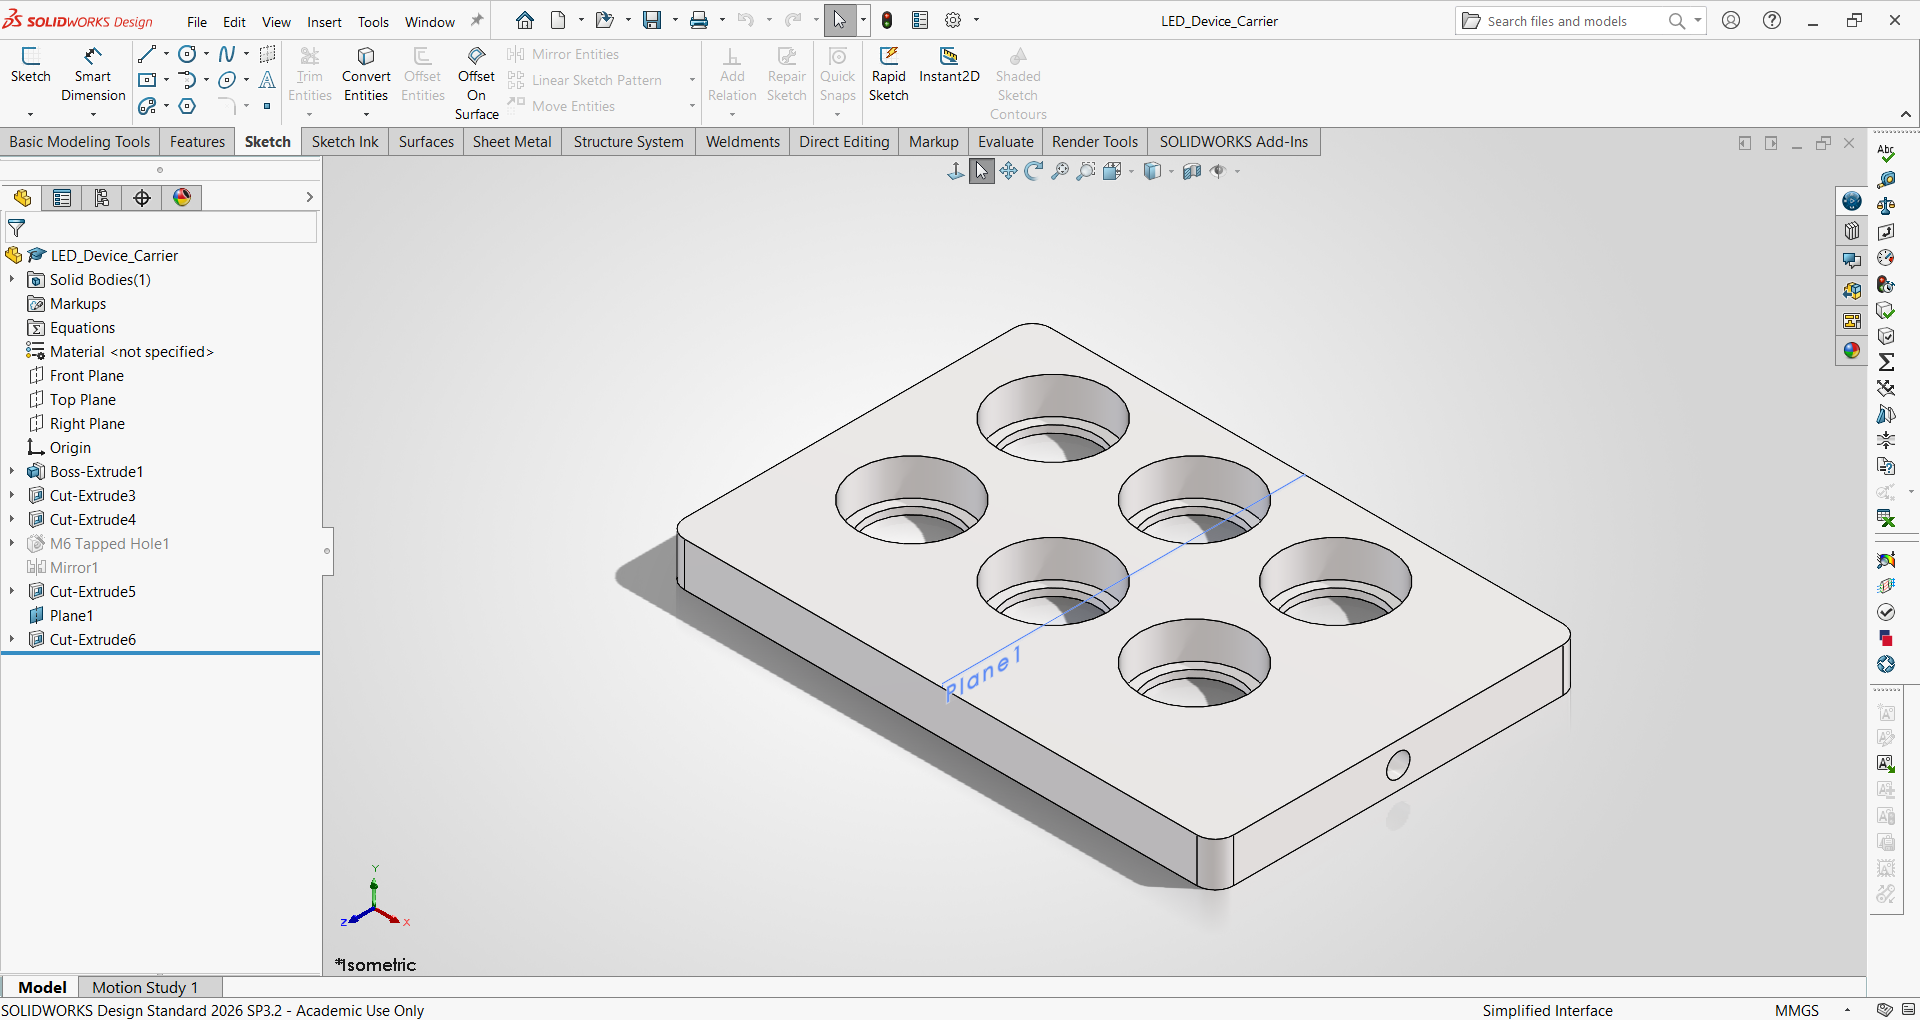 SOLIDWORKS Design File Edit View Insert Tools Window LED_Device_Carrier Search files and models
Sketch Smart Dimension Trim Entities Convert Entities Offset Entities Offset On Surface Mirror Entities Linear Sketch Pattern Move Entities Add Relation Repair Sketch Quick Snaps Rapid Sketch Instant2D Shaded Sketch Contours
Basic Modeling Tools Features Sketch Sketch Ink Surfaces Sheet Metal Structure System Weldments Direct Editing Markup Evaluate Render Tools SOLIDWORKS Add-Ins
LED_Device_Carrier
Solid Bodies(1)
Markups
Equations
Material <not specified>
Front Plane
Top Plane
Right Plane
Origin
Boss-Extrude1
Cut-Extrude3
Cut-Extrude4
M6 Tapped Hole1
Mirror1
Cut-Extrude5
Plane1
Cut-Extrude6
Plane1
Y
Z
X
*Isometric
Model Motion Study 1
SOLIDWORKS Design Standard 2026 SP3.2 - Academic Use Only Simplified Interface MMGS